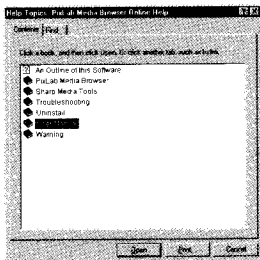 Help Topics: PixLab Media Browser Online Help
Contents Find
Click a book, and then click Open. Or click another tab, such as Index.
An Outline of this Software
PixLab Media Browser
Sharp Media Tools
Troubleshooting
Uninstall
Warning
Open Print Cancel